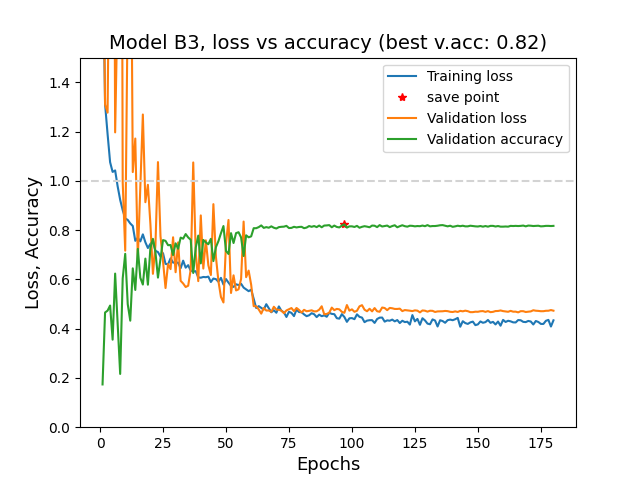 Model B3, loss vs accuracy (best v.acc: 0.82)
Training loss
save point
Validation loss
Validation accuracy
Loss, Accuracy
1.4
1.2
1.0
0.8
0.6
0.4
0.2
0.0
0 25 50 75 100 125 150 175
Epochs